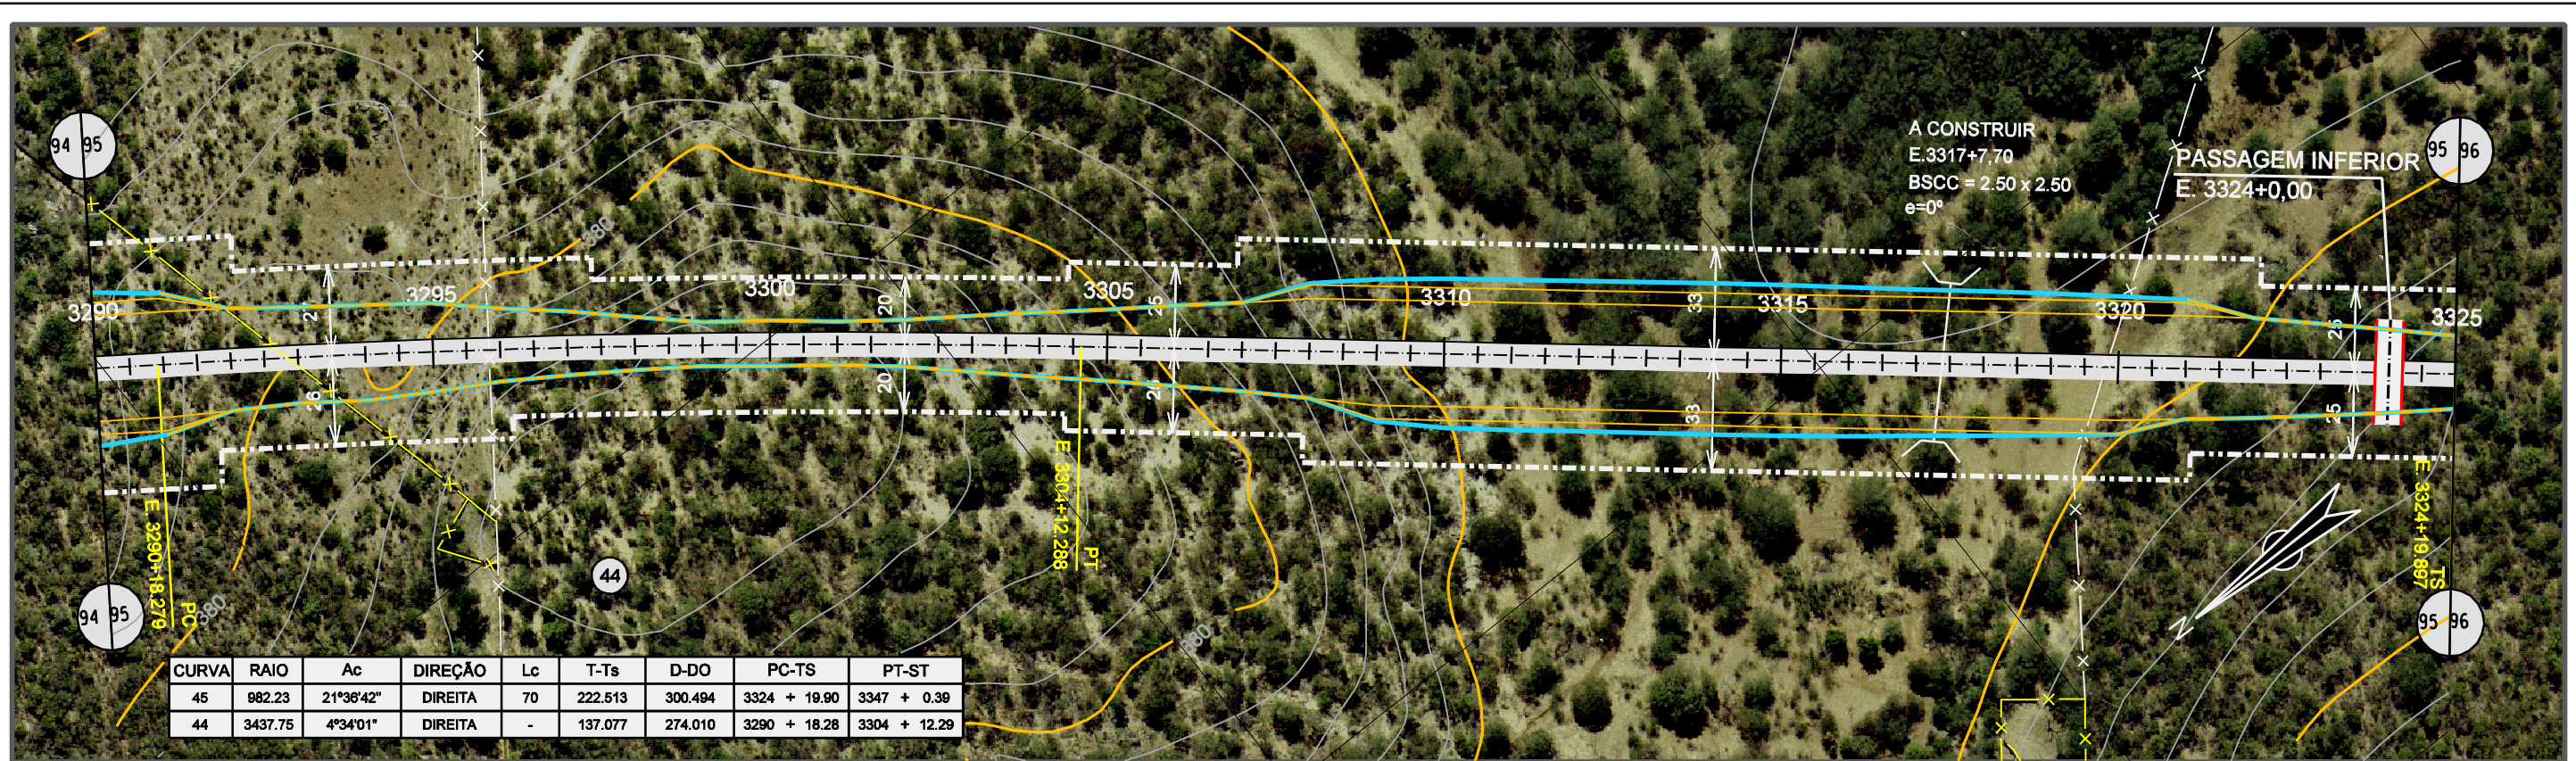 94 95
95 96
A CONSTRUIR
E.3317+7,70
BSCC = 2.50 x 2.50
e=0°
PASSAGEM INFERIOR
E. 3324+0,00
380
3290
3295
3300
3305
3310
3315
3320
3325
20
25
33
25
26
20
33
25
E. 3290+18.279
PC
E. 3304+12.288
PT
E. 3324+19.897
TS
44
380
380
N
94 95
95 96
CURVA RAIO Ac DIREÇÃO Lc T-Ts D-DO PC-TS PT-ST
45 982.23 21°36'42" DIREITA 70 222.513 300.494 3324 + 19.90 3347 + 0.39
44 3437.75 4°34'01" DIREITA - 137.077 274.010 3290 + 18.28 3304 + 12.29